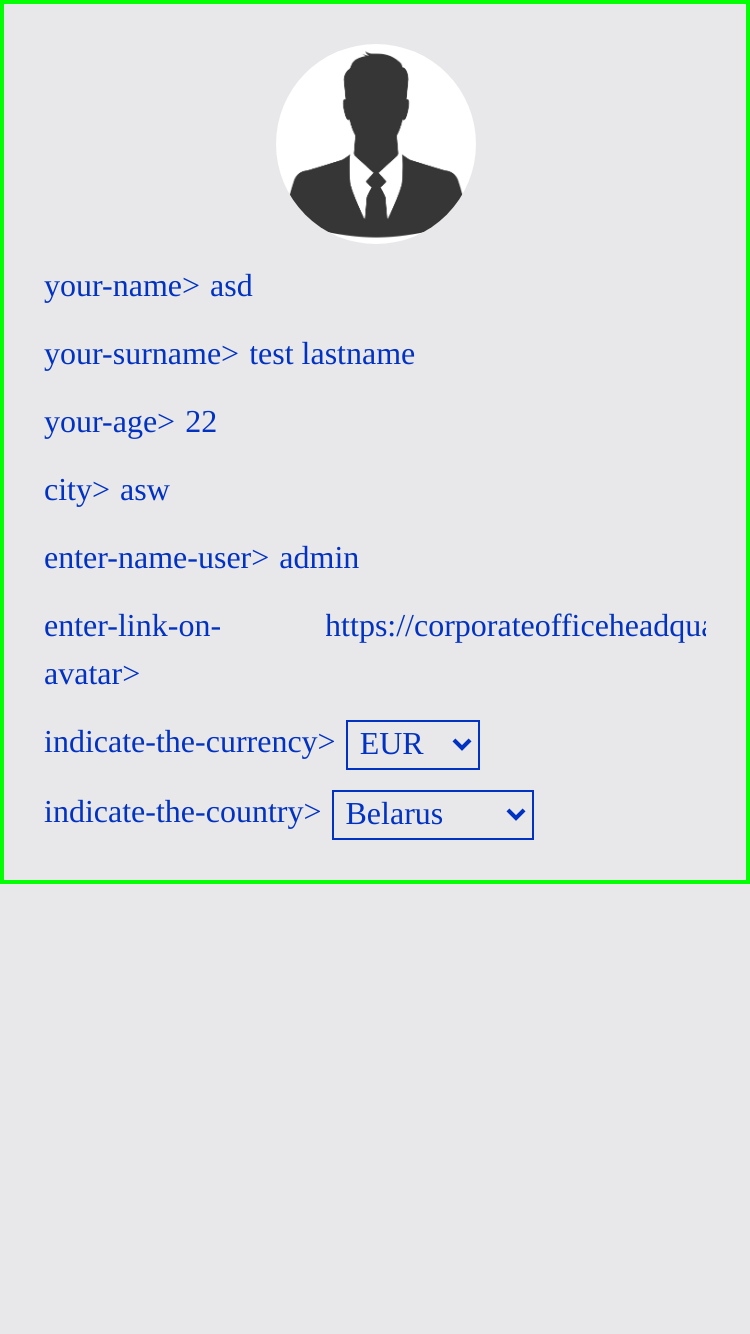 your-name> asd
your-surname> test lastname
your-age> 22
city> asw
enter-name-user> admin
enter-link-on- https://corporateofficeheadqua
avatar>
indicate-the-currency> EUR
indicate-the-country> Belarus